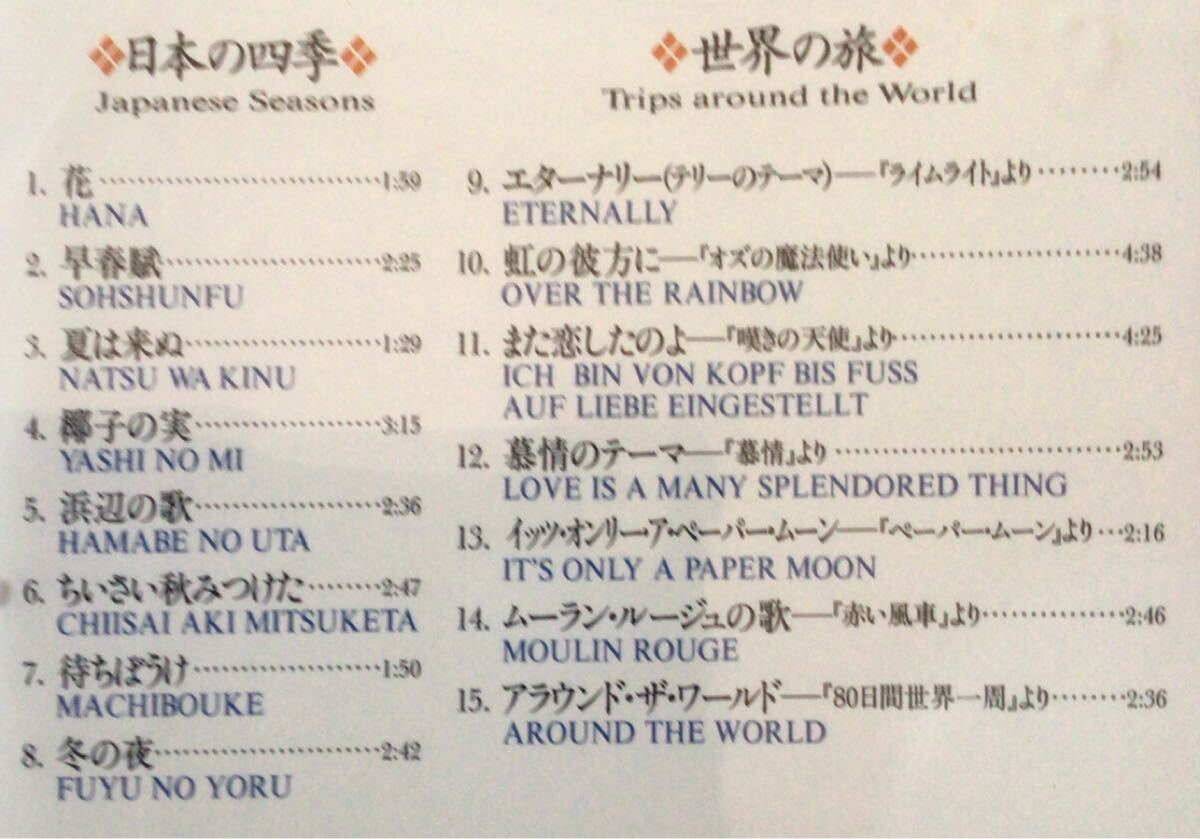 日本の四季
Japanese Seasons
1. 花 1:59
HANA
2. 早春賦 2:25
SOHSHUNFU
3. 夏は来ぬ 1:29
NATSU WA KINU
4. 椰子の実 3:15
YASHI NO MI
5. 浜辺の歌 2:36
HAMABE NO UTA
6. ちいさい秋みつけた 2:47
CHIISAI AKI MITSUKETA
7. 待ちぼうけ 1:50
MACHIBOUKE
8. 冬の夜 2:42
FUYU NO YORU
世界の旅
Trips around the World
9. エターナリー(テリーのテーマ)―『ライムライト』より 2:54
ETERNALLY
10. 虹の彼方に―『オズの魔法使い』より 4:38
OVER THE RAINBOW
11. また恋したのよ―『嘆きの天使』より 4:25
ICH BIN VON KOPF BIS FUSS
AUF LIEBE EINGESTELLT
12. 慕情のテーマ―『慕情』より 2:53
LOVE IS A MANY SPLENDORED THING
13. イッツ・オンリー・ア・ペーパー・ムーン―『ペーパー・ムーン』より 2:16
IT'S ONLY A PAPER MOON
14. ムーラン・ルージュの歌―『赤い風車』より 2:46
MOULIN ROUGE
15. アラウンド・ザ・ワールド―『80日間世界一周』より 2:36
AROUND THE WORLD